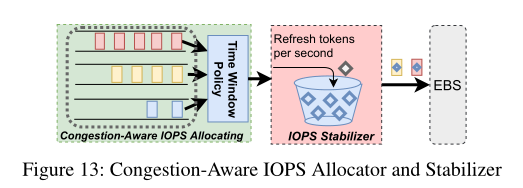 Refresh tokens
per second
Time Window
Policy
EBS
Congestion-Aware IOPS Allocating
IOPS Stabilizer
Figure 13: Congestion-Aware IOPS Allocator and Stabilizer